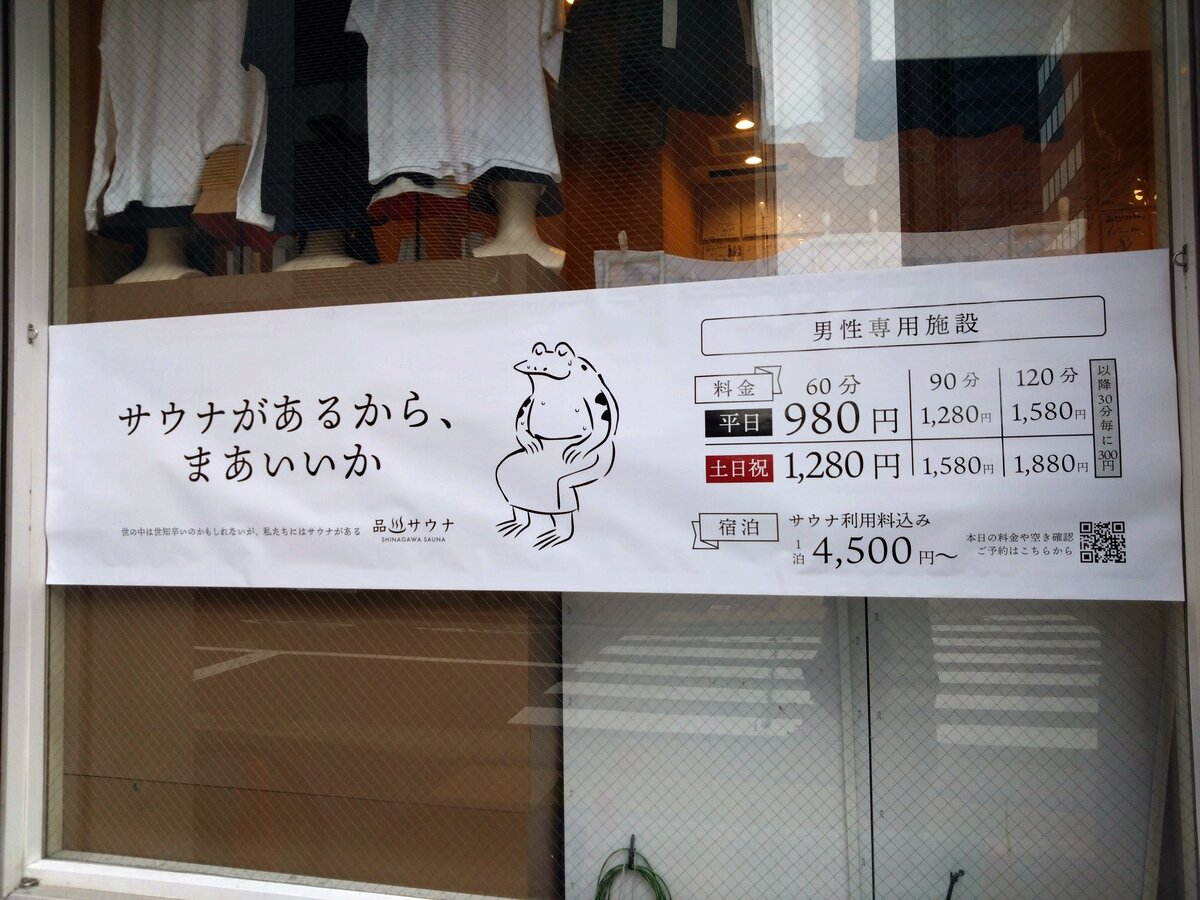 サウナがあるから、
まあいいか
世の中は世知辛いのかもしれないが、私たちにはサウナがある
品川サウナ
SHINAGAWA SAUNA
男性専用施設
料金 60分 90分 120分
平日 980円 1,280円 1,580円
土日祝 1,280円 1,580円 1,880円
以降30分毎に300円
宿泊 サウナ利用料込み
1泊 4,500円〜
本日の料金や空き確認
ご予約はこちらから